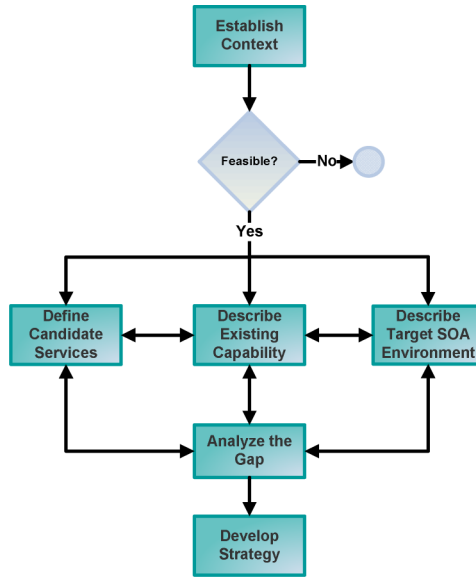 Establish
Context
Feasible?
No
Yes
Define
Candidate
Services
Describe
Existing
Capability
Describe
Target SOA
Environment
Analyze the
Gap
Develop
Strategy